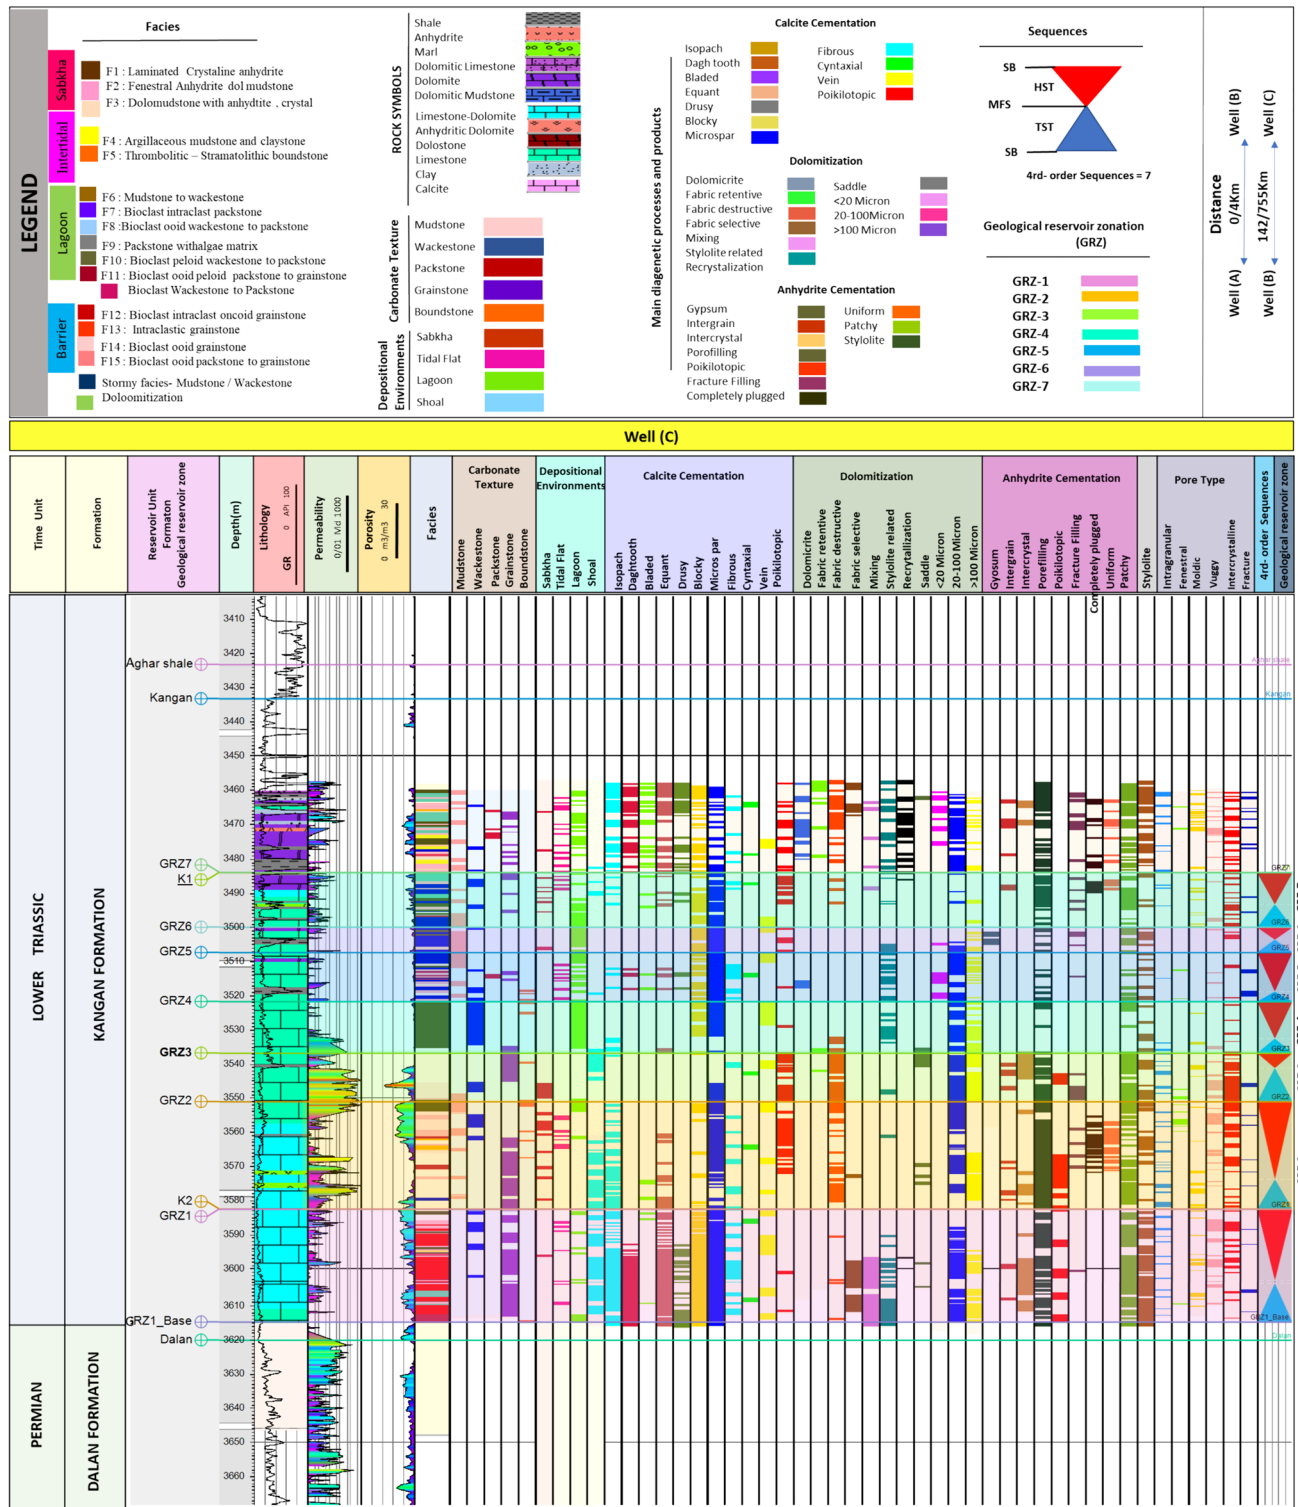 LEGEND
Facies
Sabkha
F1 : Laminated Crystaline anhydrite
F2 : Fenestral Anhydrite dol mudstone
F3 : Dolomudstone with anhydrite , crystal
Intertidal
F4 : Argillaceous mudstone and claystone
F5 : Thrombolitic – Stramatolithic boundstone
Lagoon
F6 : Mudstone to wackestone
F7 : Bioclast intraclast packstone
F8 :Bioclast ooid wackestone to packstone
F9 : Packstone withalgae matrix
F10 : Bioclast peloid wackestone to packstone
F11 : Bioclast ooid peloid packstone to grainstone
Bioclast Wackestone to Packstone
Barrier
F12 : Bioclast intraclast oncoid grainstone
F13 : Intraclastic grainstone
F14 : Bioclast ooid grainstone
F15 : Bioclast ooid packstone to grainstone
Stormy facies- Mudstone / Wackestone
Doloomitization
ROCK SYMBOLS
Shale
Anhydrite
Marl
Dolomitic Limestone
Dolomite
Dolomitic Mudstone
Limestone-Dolomite
Anhydritic Dolomite
Dolostone
Limestone
Clay
Calcite
Carbonate Texture
Mudstone
Wackestone
Packstone
Grainstone
Boundstone
Depositional
Environments
Sabkha
Tidal Flat
Lagoon
Shoal
Main diagenetic processes and products
Calcite Cementation
Isopach
Dagh tooth
Bladed
Equant
Drusy
Blocky
Microspar
Fibrous
Cyntaxial
Vein
Poikilotopic
Dolomitization
Dolomicrite
Fabric retentive
Fabric destructive
Fabric selective
Mixing
Stylolite related
Recrystalization
Saddle
<20 Micron
20-100Micron
>100 Micron
Anhydrite Cementation
Gypsum
Intergrain
Intercrystal
Porofilling
Poikilotopic
Fracture Filling
Completely plugged
Uniform
Patchy
Stylolite
Sequences
SB
HST
MFS
TST
SB
4rd- order Sequences = 7
Geological reservoir zonation
(GRZ)
GRZ-1
GRZ-2
GRZ-3
GRZ-4
GRZ-5
GRZ-6
GRZ-7
Distance
Well (B)
0/4Km
Well (A)
Well (C)
142/755Km
Well (B)
Well (C)
Time Unit
Formation
Reservoir Unit
Formaton
Geological reservoir zone
Depth(m)
Lithology
GR 0 API 100
Permeability
0/01 Md 1000
Porosity
0 m3/m3 30
Facies
Carbonate
Texture
Mudstone
Wackestone
Packstone
Grainstone
Boundstone
Depositional
Environments
Sabkha
Tidal Flat
Lagoon
Shoal
Calcite Cementation
Isopach
Daghtooth
Bladed
Equant
Drusy
Blocky
Micros par
Fibrous
Cyntaxial
Vein
Poikilotopic
Dolomitization
Dolomicrite
Fabric retentive
Fabric destructive
Fabric selective
Mixing
Stylolite related
Recrytallization
Saddle
<20 Micron
20-100 Micron
>100 Micron
Anhydrite Cementation
Gyosum
Intergrain
Intercrystal
Porefilling
Poikilotopic
Fracture Filling
Completely plugged
Uniform
Patchy
Stylolite
Pore Type
Intragranular
Fenestral
Moldic
Vuggy
Intercrystalline
Fracture
4rd- order Sequences
Geological reservoir zone
LOWER TRIASSIC
KANGAN FORMATION
PERMIAN
DALAN FORMATION
3410
3420
Aghar shale
Aghar shale
3430
Kangan
Kangan
3440
3450
3460
3470
3480
GRZ7
GRZ7
K1
3490
3500
GRZ6
GRZ6
GRZ5
GRZ5
3510
3520
GRZ4
GRZ4
3530
GRZ3
GRZ3
3540
3550
GRZ2
GRZ2
3560
3570
3580
K2
GRZ1
GRZ1
3590
3600
3610
GRZ1_Base
GRZ1_Base
3620
Dalan
Dalan
3630
3640
3650
3660